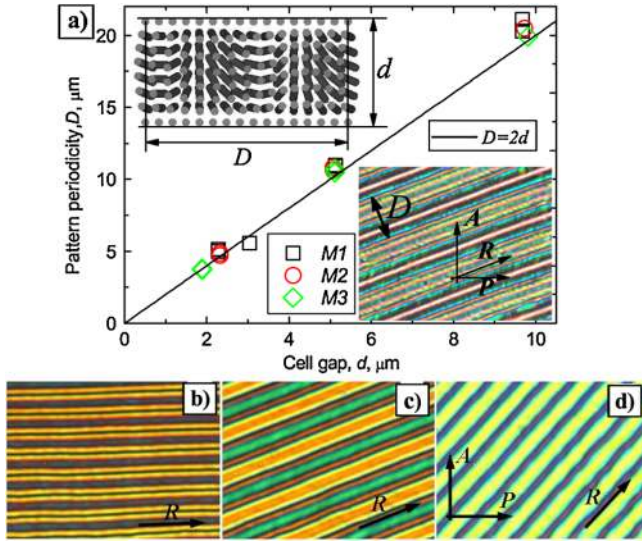 a)
20
15
10
5
0
Pattern periodicity, D, μm
d
D
D=2d
M1
M2
M3
D
A
R
P
0 2 4 6 8 10
Cell gap, d, μm
b)
R
c)
R
d)
A
P
R